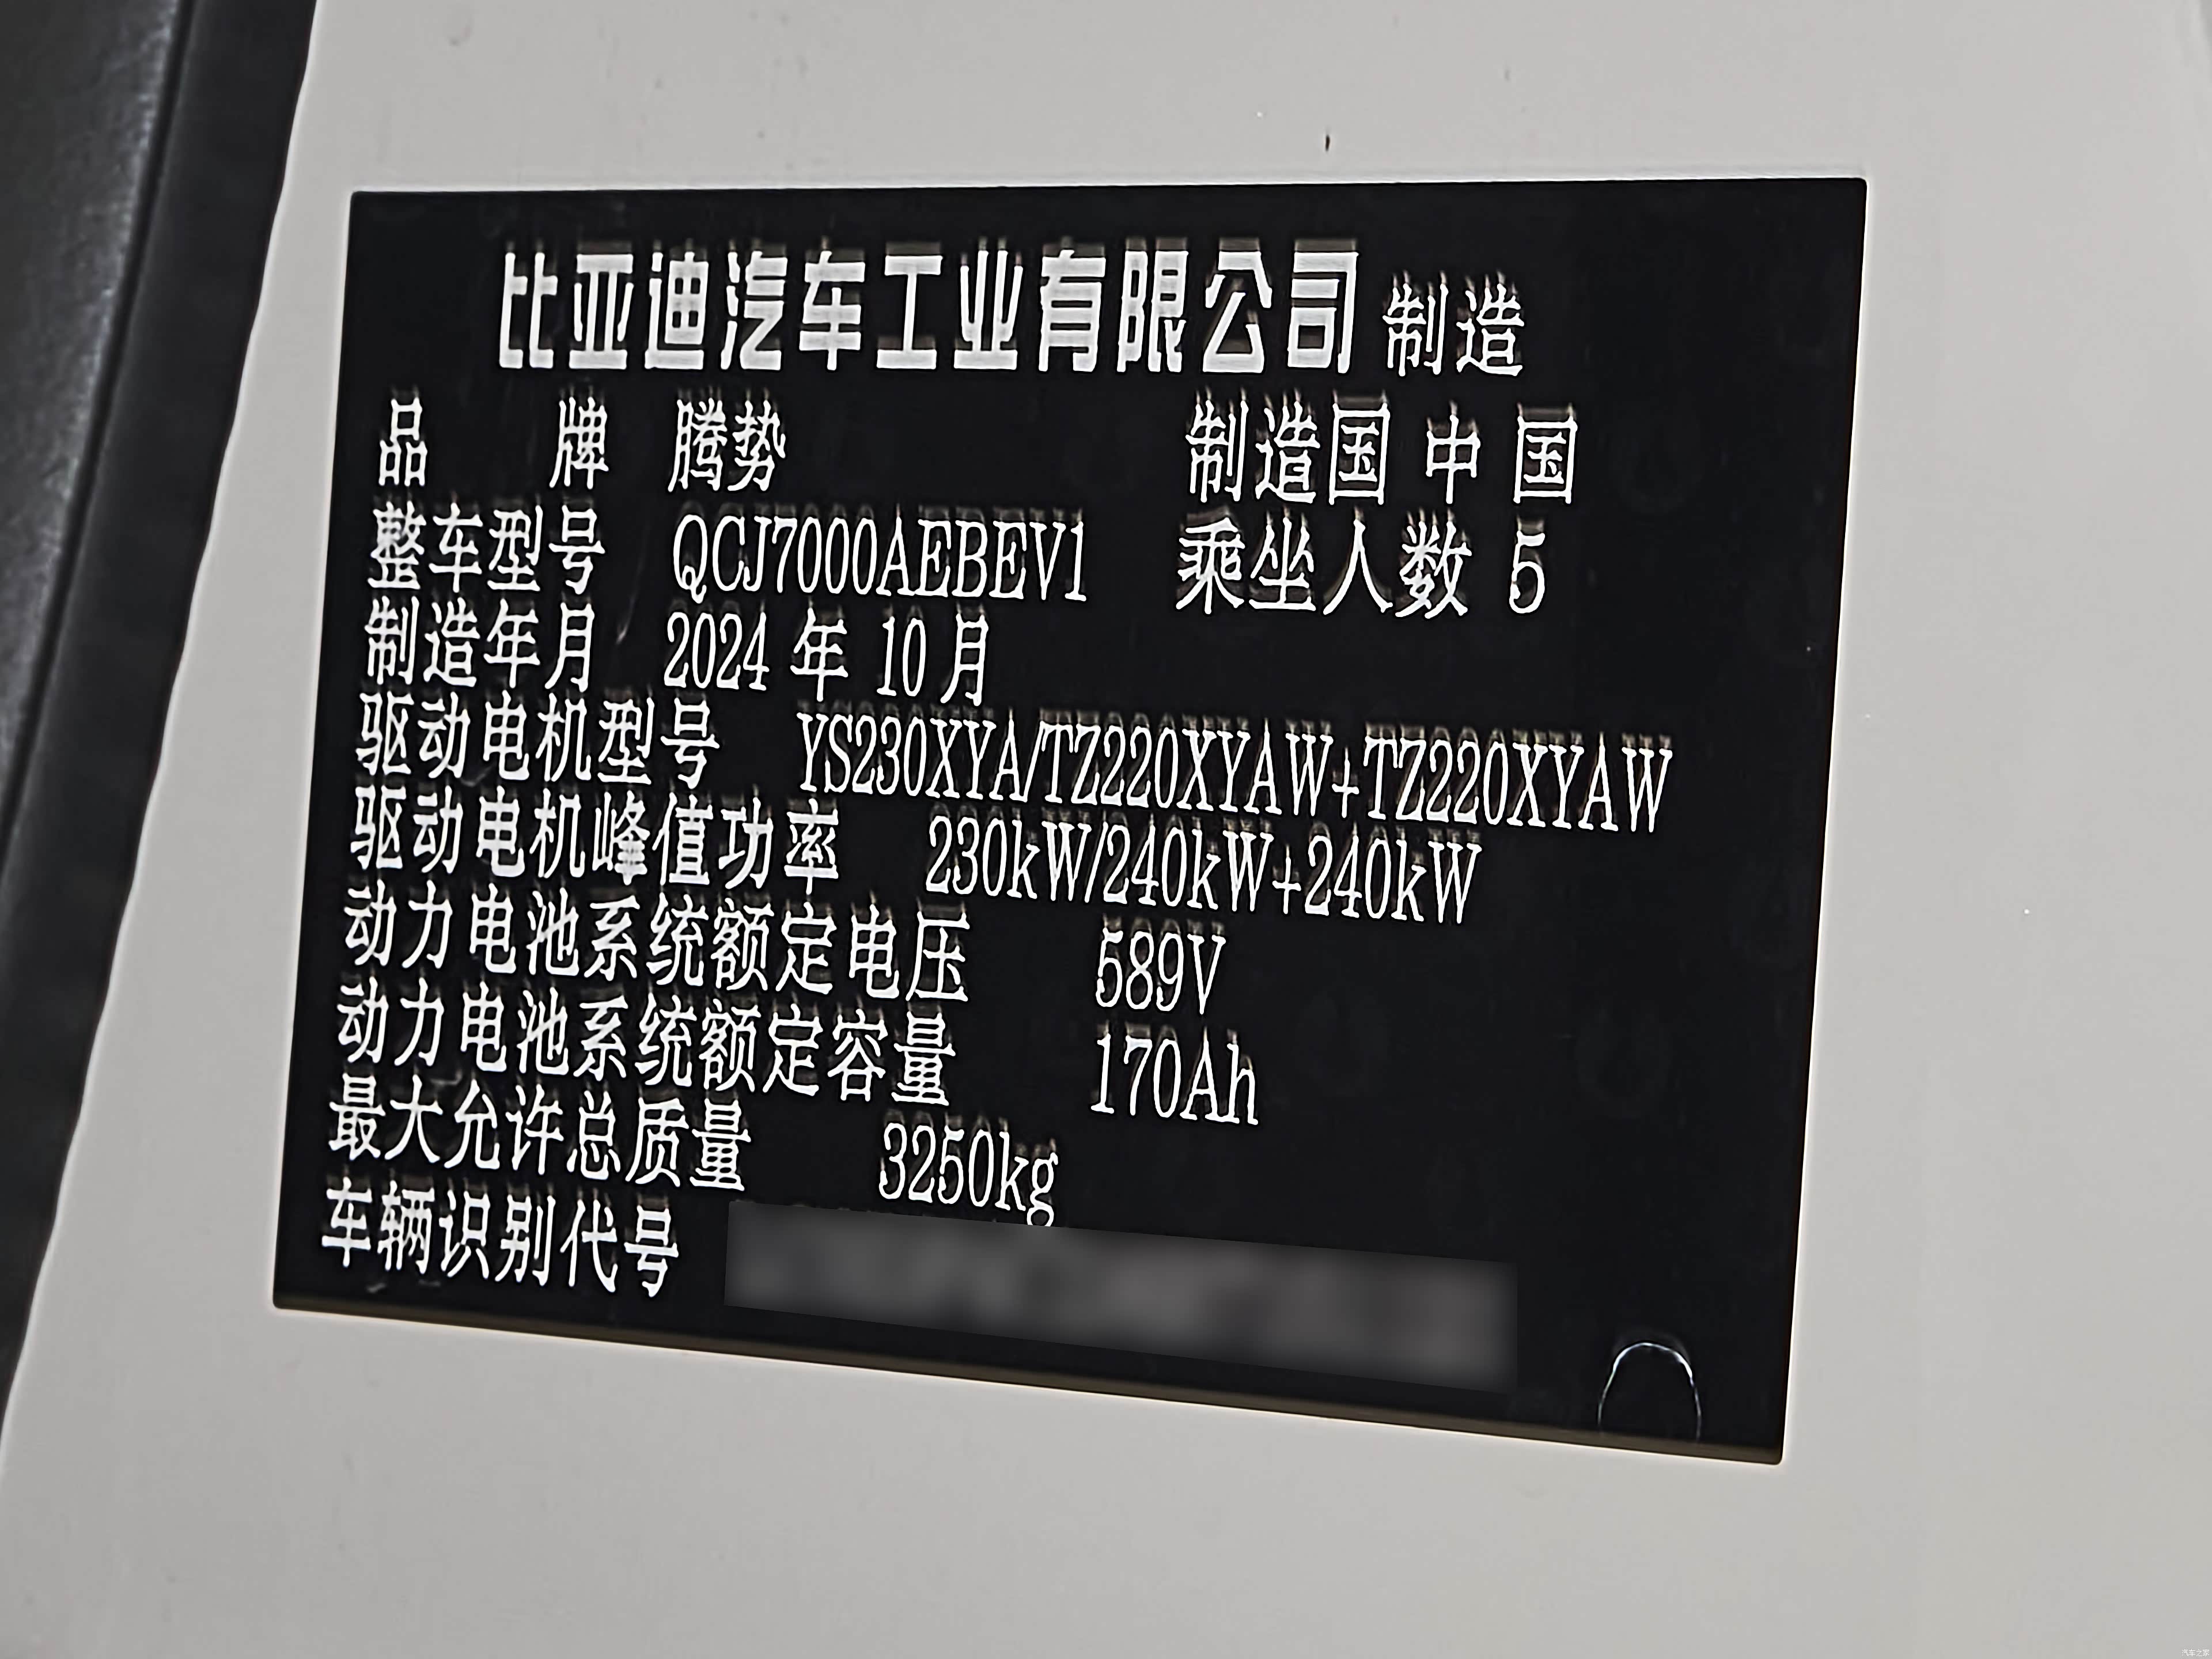 比亚迪汽车工业有限公司 制造
品 牌 腾势 制造国 中 国
整车型号 QCJ7000AEBEV1 乘坐人数 5
制造年月 2024 年 10 月
驱动电机型号 YS230XYA/TZ220XYAW+TZ220XYAW
驱动电机峰值功率 230kW/240kW+240kW
动力电池系统额定电压 589V
动力电池系统额定容量 170Ah
最大允许总质量 3250kg
车辆识别代号
汽车之家